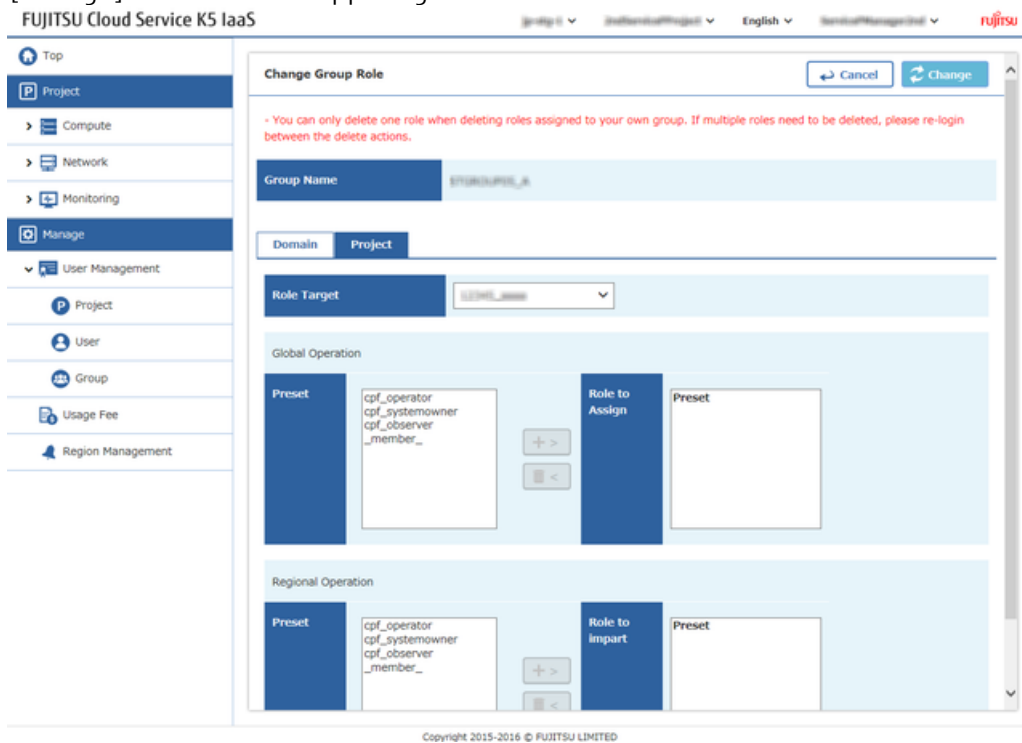 FUJITSU Cloud Service K5 IaaS
English
FUJITSU
Top
Project
Compute
Network
Monitoring
Manage
User Management
Project
User
Group
Usage Fee
Region Management
Change Group Role
Cancel
Change
- You can only delete one role when deleting roles assigned to your own group. If multiple roles need to be deleted, please re-login
between the delete actions.
Group Name
Domain
Project
Role Target
Global Operation
Preset
cpf_operator
cpf_systemowner
cpf_observer
_member_
+ >
<
Role to
Assign
Preset
Regional Operation
Preset
cpf_operator
cpf_systemowner
cpf_observer
_member_
+ >
<
Role to
impart
Preset
Copyright 2015-2016 © FUJITSU LIMITED